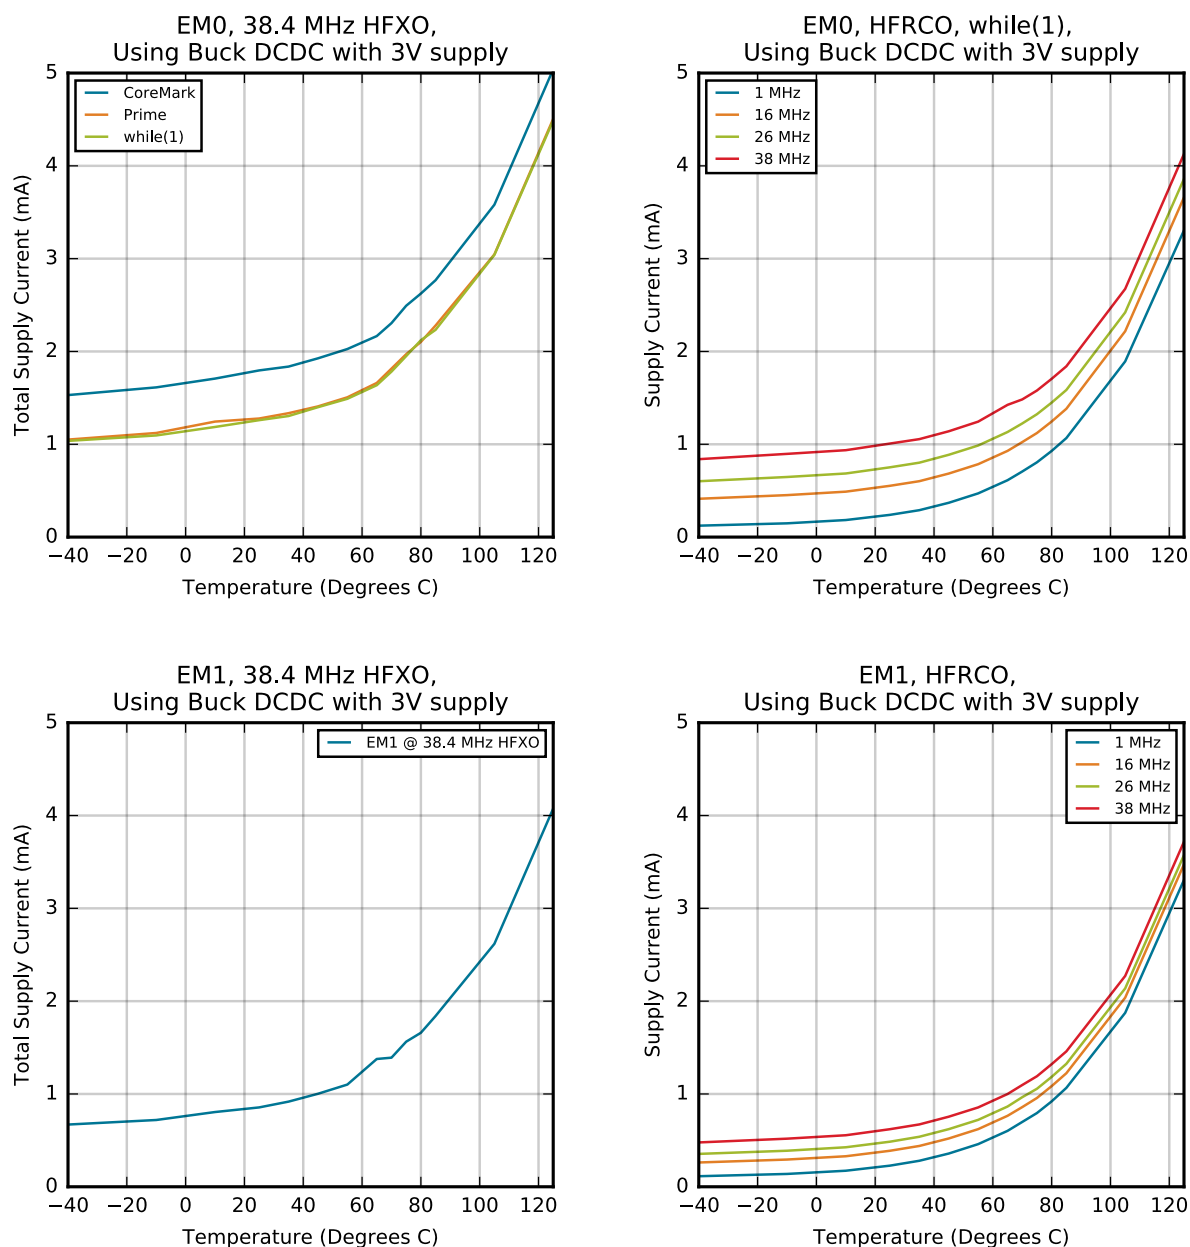 EM0, 38.4 MHz HFXO,
Using Buck DCDC with 3V supply
5
4
3
2
1
0
Total Supply Current (mA)
CoreMark
Prime
while(1)
−40 −20 0 20 40 60 80 100 120
Temperature (Degrees C)
EM0, HFRCO, while(1),
Using Buck DCDC with 3V supply
5
4
3
2
1
0
Supply Current (mA)
1 MHz
16 MHz
26 MHz
38 MHz
−40 −20 0 20 40 60 80 100 120
Temperature (Degrees C)
EM1, 38.4 MHz HFXO,
Using Buck DCDC with 3V supply
5
4
3
2
1
0
Total Supply Current (mA)
EM1 @ 38.4 MHz HFXO
−40 −20 0 20 40 60 80 100 120
Temperature (Degrees C)
EM1, HFRCO,
Using Buck DCDC with 3V supply
5
4
3
2
1
0
Supply Current (mA)
1 MHz
16 MHz
26 MHz
38 MHz
−40 −20 0 20 40 60 80 100 120
Temperature (Degrees C)